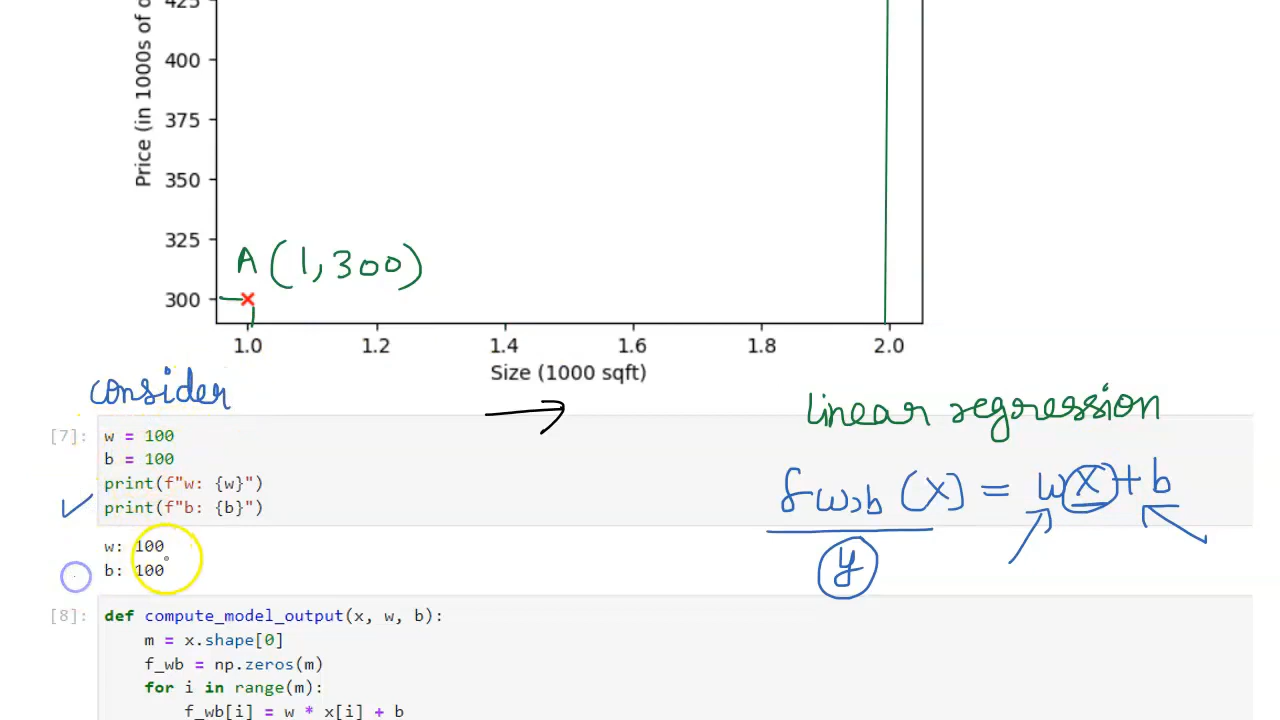 425
Price (in 1000s of d
400
375
350
325
A (1,300)
300
1.0 1.2 1.4 1.6 1.8 2.0
Size (1000 sqft)
consider
linear regression
[7]: w = 100
b = 100
print(f"w: {w}")
print(f"b: {b}")
fw,b (x) = wx+b
y
w: 100
b: 100
[8]: def compute_model_output(x, w, b):
m = x.shape[0]
f_wb = np.zeros(m)
for i in range(m):
f_wb[i] = w * x[i] + b